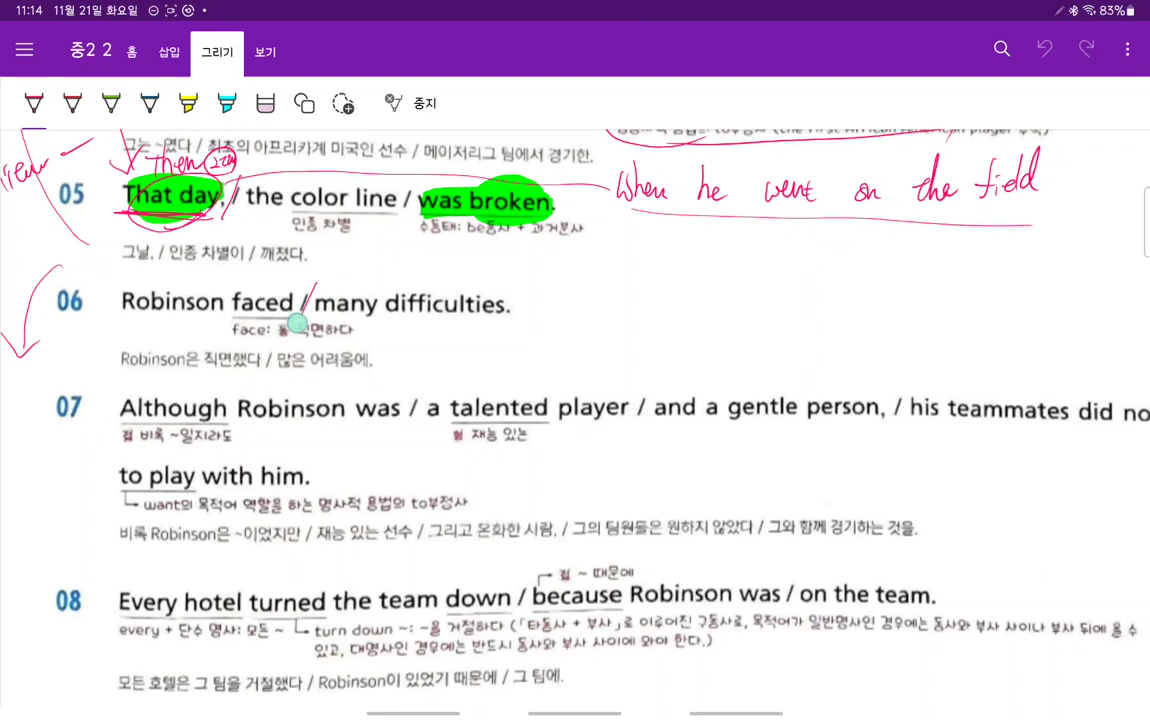 11:14 11월 21일 화요일 83%
중2 2 홈 삽입 그리기 보기
중지
그는 ~였다 / 최초의 아프리카계 미국인 선수 / 메이저리그 팀에서 경기한.
then
when he went on the field
05 That day, / the color line / was broken.
인종 차별 수동태: be동사 + 과거분사
그날, / 인종 차별이 / 깨졌다.
06 Robinson faced / many difficulties.
face: 동 직면하다
Robinson은 직면했다 / 많은 어려움에.
07 Although Robinson was / a talented player / and a gentle person, / his teammates did no
접 비록 ~일지라도 형 재능 있는
to play with him.
want의 목적어 역할을 하는 명사적 용법의 to부정사
비록 Robinson은 ~이었지만 / 재능 있는 선수 / 그리고 온화한 사람, / 그의 팀원들은 원하지 않았다 / 그와 함께 경기하는 것을.
접 ~ 때문에
08 Every hotel turned the team down / because Robinson was / on the team.
every + 단수 명사: 모든 ~ turn down ~: ~을 거절하다 (「타동사 + 부사」로 이루어진 구동사로, 목적어가 일반명사인 경우에는 동사와 부사 사이나 부사 뒤에 올 수
있고, 대명사인 경우에는 반드시 동사와 부사 사이에 와야 한다.)
모든 호텔은 그 팀을 거절했다 / Robinson이 있었기 때문에 / 그 팀에.